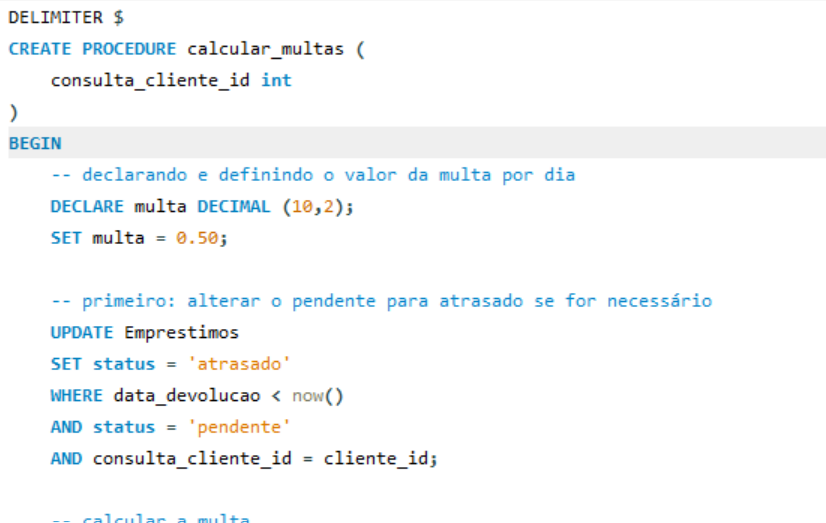 DELIMITER $
CREATE PROCEDURE calcular_multas (
    consulta_cliente_id int
)
BEGIN
    -- declarando e definindo o valor da multa por dia
    DECLARE multa DECIMAL (10,2);
    SET multa = 0.50;

    -- primeiro: alterar o pendente para atrasado se for necessário
    UPDATE Emprestimos
    SET status = 'atrasado'
    WHERE data_devolucao < now()
    AND status = 'pendente'
    AND consulta_cliente_id = cliente_id;

    -- calcular a multa